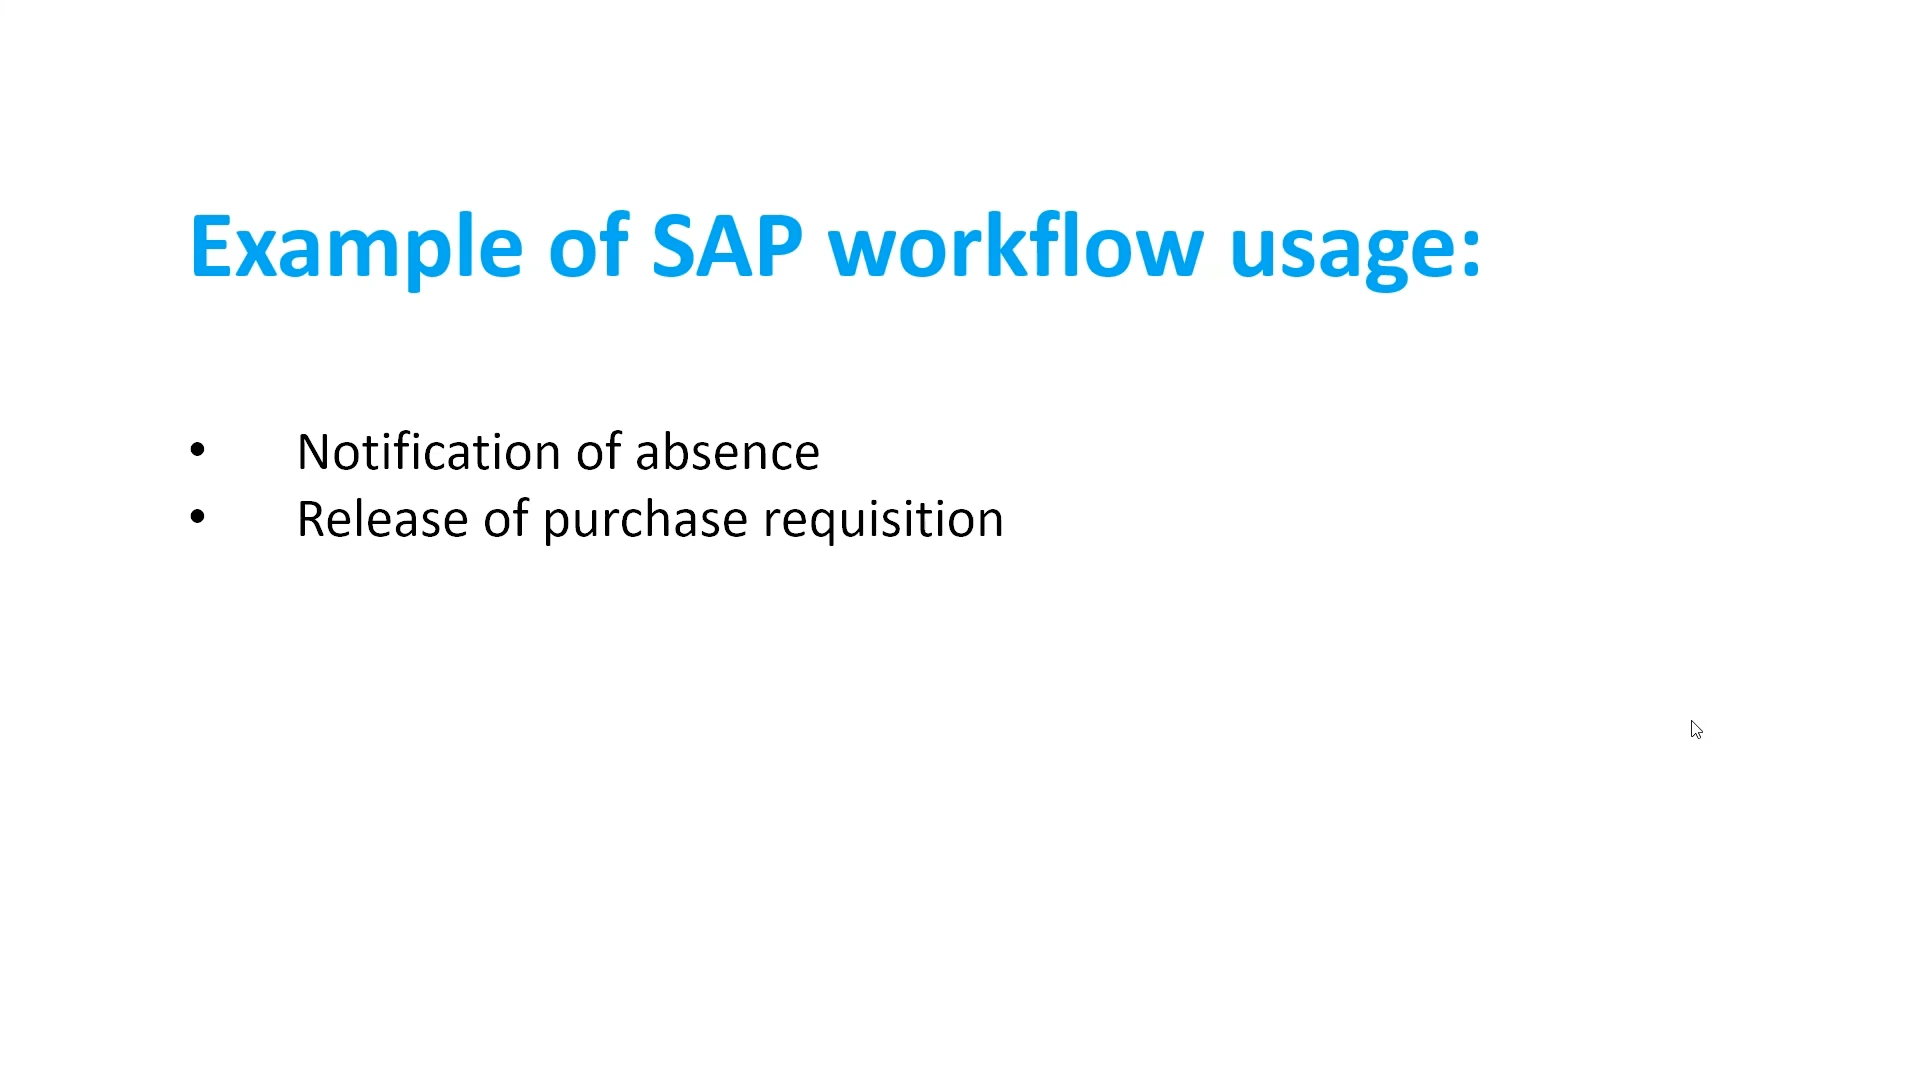 Example of SAP workflow usage:
• Notification of absence
• Release of purchase requisition